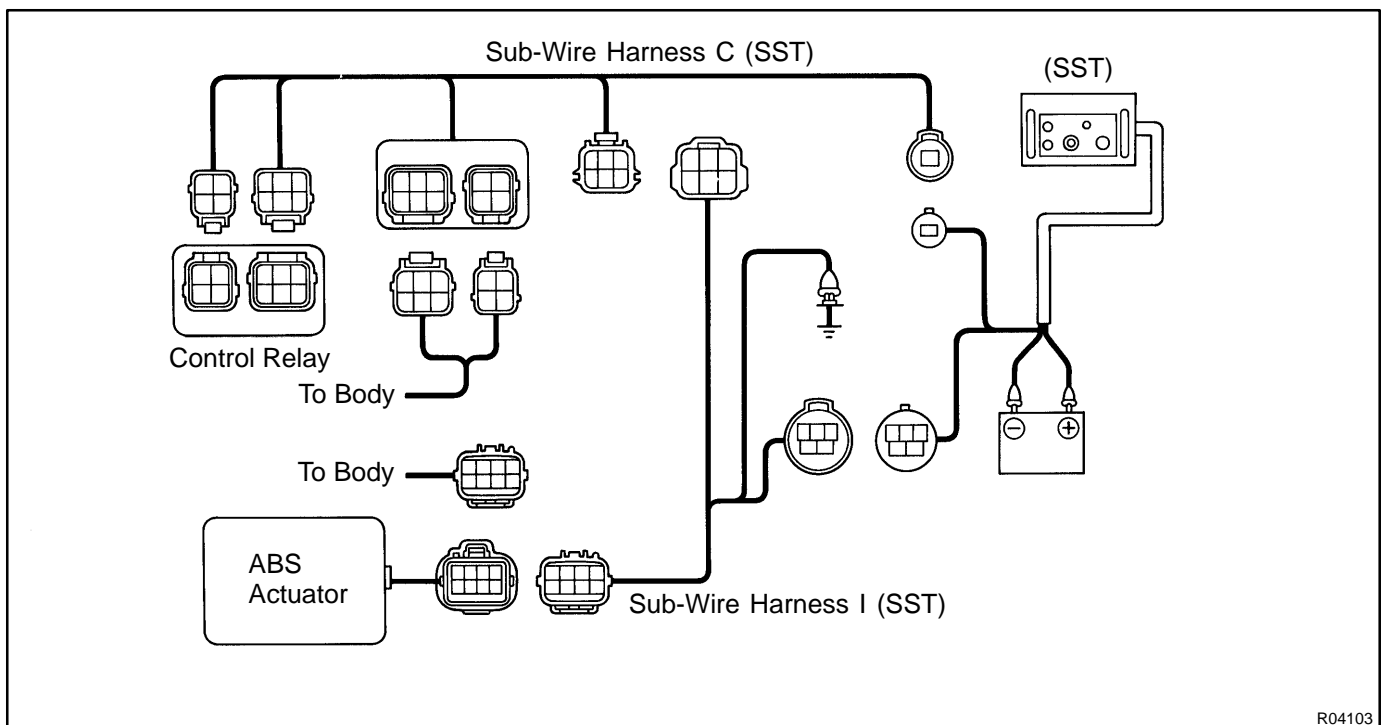 Sub-Wire Harness C (SST)
(SST)
Control Relay
To Body
To Body
− +
ABS
Actuator
Sub-Wire Harness I (SST)
R04103